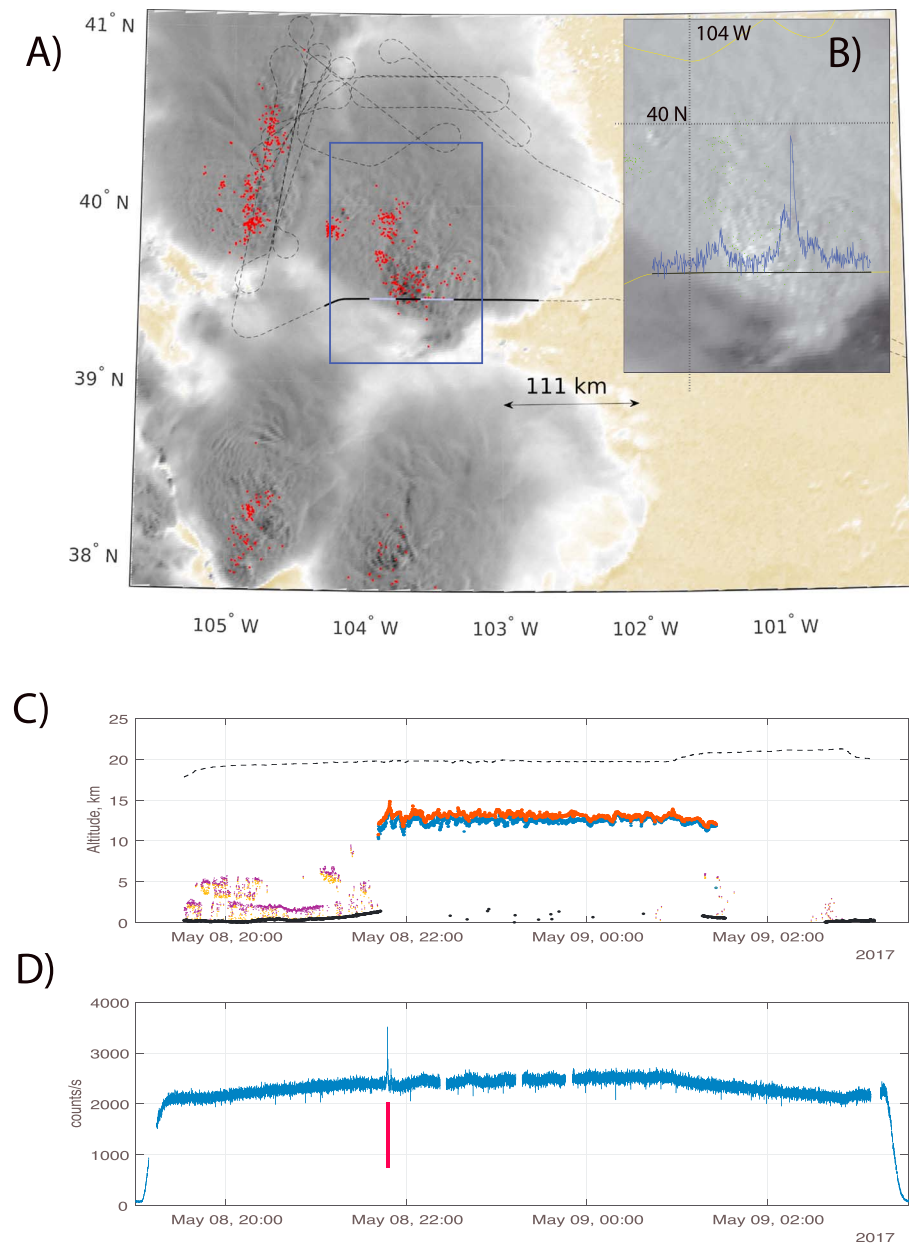 A)
B)
41° N
40° N
39° N
38° N
104 W
40 N
111 km
105° W
104° W
103° W
102° W
101° W
C)
25
20
15
10
5
0
Altitude, km
May 08, 20:00
May 08, 22:00
May 09, 00:00
May 09, 02:00
2017
D)
4000
3000
2000
1000
0
counts/s
May 08, 20:00
May 08, 22:00
May 09, 00:00
May 09, 02:00
2017